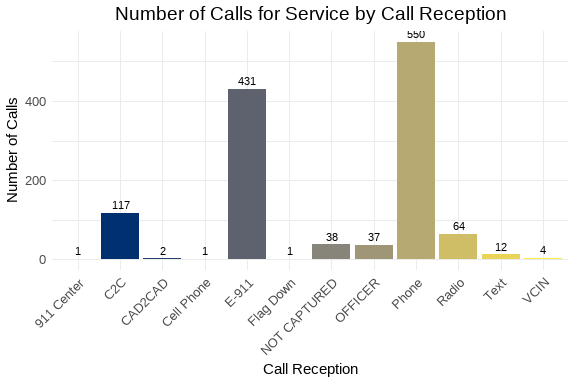 Number of Calls for Service by Call Reception
Number of Calls
400
200
0
1
117
2
1
431
1
38
37
550
64
12
4
911 Center
C2C
CAD2CAD
Cell Phone
E-911
Flag Down
NOT CAPTURED
OFFICER
Phone
Radio
Text
VCIN
Call Reception